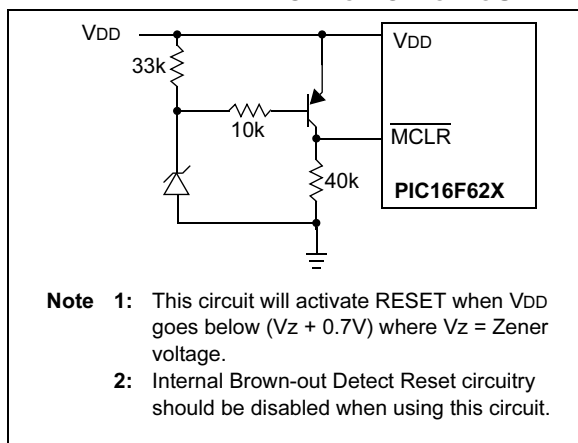 VDD
VDD
33k
10k
MCLR
40k
PIC16F62X
Note 1: This circuit will activate RESET when VDD
goes below (Vz + 0.7V) where Vz = Zener
voltage.
2: Internal Brown-out Detect Reset circuitry
should be disabled when using this circuit.